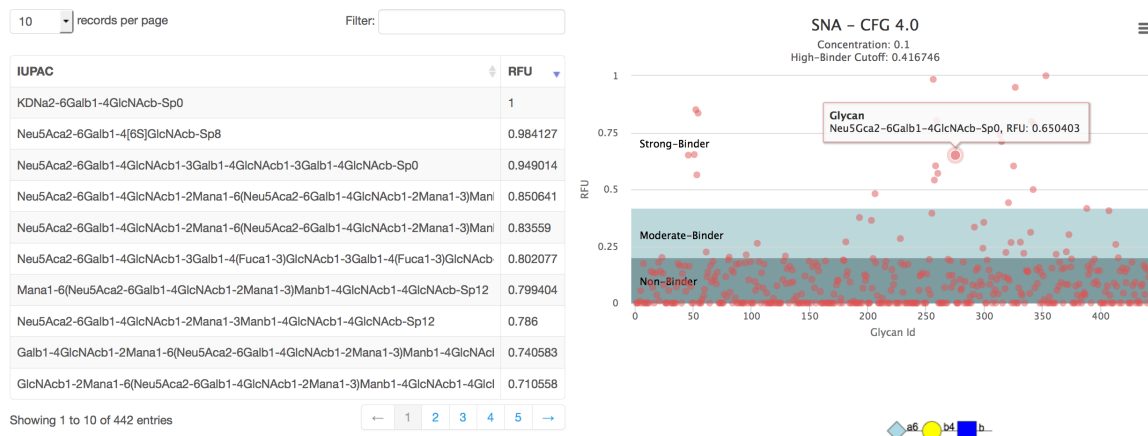 10 records per page
Filter:
IUPAC RFU
KDNa2-6Galb1-4GlcNAcb-Sp0 1
Neu5Aca2-6Galb1-4[6S]GlcNAcb-Sp8 0.984127
Neu5Aca2-6Galb1-4GlcNAcb1-3Galb1-4GlcNAcb1-3Galb1-4GlcNAcb-Sp0 0.949014
Neu5Aca2-6Galb1-4GlcNAcb1-2Mana1-6(Neu5Aca2-6Galb1-4GlcNAcb1-2Mana1-3)Man 0.850641
Neu5Aca2-6Galb1-4GlcNAcb1-2Mana1-6(Neu5Aca2-6Galb1-4GlcNAcb1-2Mana1-3)Man 0.83559
Neu5Aca2-6Galb1-4GlcNAcb1-3Galb1-4(Fuca1-3)GlcNAcb1-3Galb1-4(Fuca1-3)GlcNAcb- 0.802077
Mana1-6(Neu5Aca2-6Galb1-4GlcNAcb1-2Mana1-3)Manb1-4GlcNAcb1-4GlcNAcb-Sp12 0.799404
Neu5Aca2-6Galb1-4GlcNAcb1-2Mana1-3Manb1-4GlcNAcb1-4GlcNAcb-Sp12 0.786
Galb1-4GlcNAcb1-2Mana1-6(Neu5Aca2-6Galb1-4GlcNAcb1-2Mana1-3)Manb1-4GlcNAc 0.740583
GlcNAcb1-2Mana1-6(Neu5Aca2-6Galb1-4GlcNAcb1-2Mana1-3)Manb1-4GlcNAcb1-4Glc 0.710558
Showing 1 to 10 of 442 entries
← 1 2 3 4 5 →
SNA - CFG 4.0
Concentration: 0.1
High-Binder Cutoff: 0.416746
1
0.75
0.5
0.25
0
RFU
Glycan
Neu5Gca2-6Galb1-4GlcNAcb-Sp0, RFU: 0.650403
Strong-Binder
Moderate-Binder
Non-Binder
0 50 100 150 200 250 300 350 400
Glycan Id
a6 b4 b